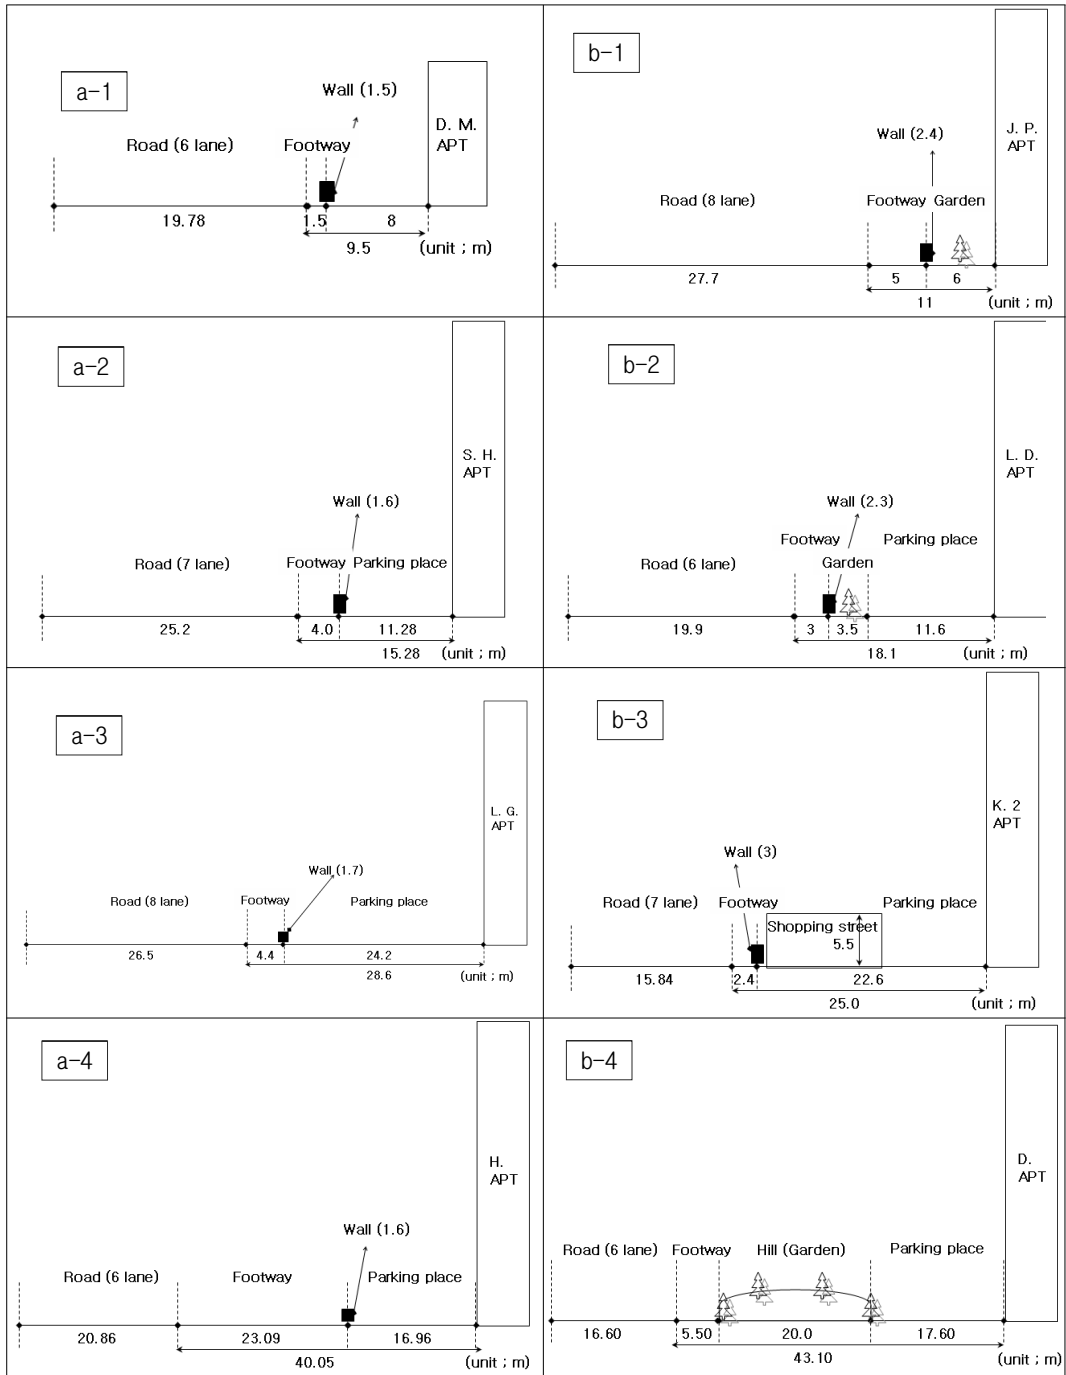 a-1
Wall (1.5)
D. M.
APT
Road (6 lane)
Footway
19.78
1.5
8
9.5
(unit ; m)
b-1
J. P.
APT
Wall (2.4)
Road (8 lane)
Footway
Garden
27.7
5
6
11
(unit ; m)
a-2
S. H.
APT
Wall (1.6)
Road (7 lane)
Footway
Parking place
25.2
4.0
11.28
15.28
(unit ; m)
b-2
L. D.
APT
Wall (2.3)
Footway
Parking place
Road (6 lane)
Garden
19.9
3
3.5
11.6
18.1
(unit ; m)
a-3
L. G.
APT
Wall (1.7)
Road (8 lane)
Footway
Parking place
26.5
4.4
24.2
28.6
(unit ; m)
b-3
K. 2
APT
Wall (3)
Road (7 lane)
Footway
Parking place
Shopping street
5.5
15.84
2.4
22.6
25.0
(unit ; m)
a-4
H.
APT
Wall (1.6)
Road (6 lane)
Footway
Parking place
20.86
23.09
16.96
40.05
(unit ; m)
b-4
D.
APT
Road (6 lane)
Footway
Hill (Garden)
Parking place
16.60
5.50
20.0
17.60
43.10
(unit ; m)